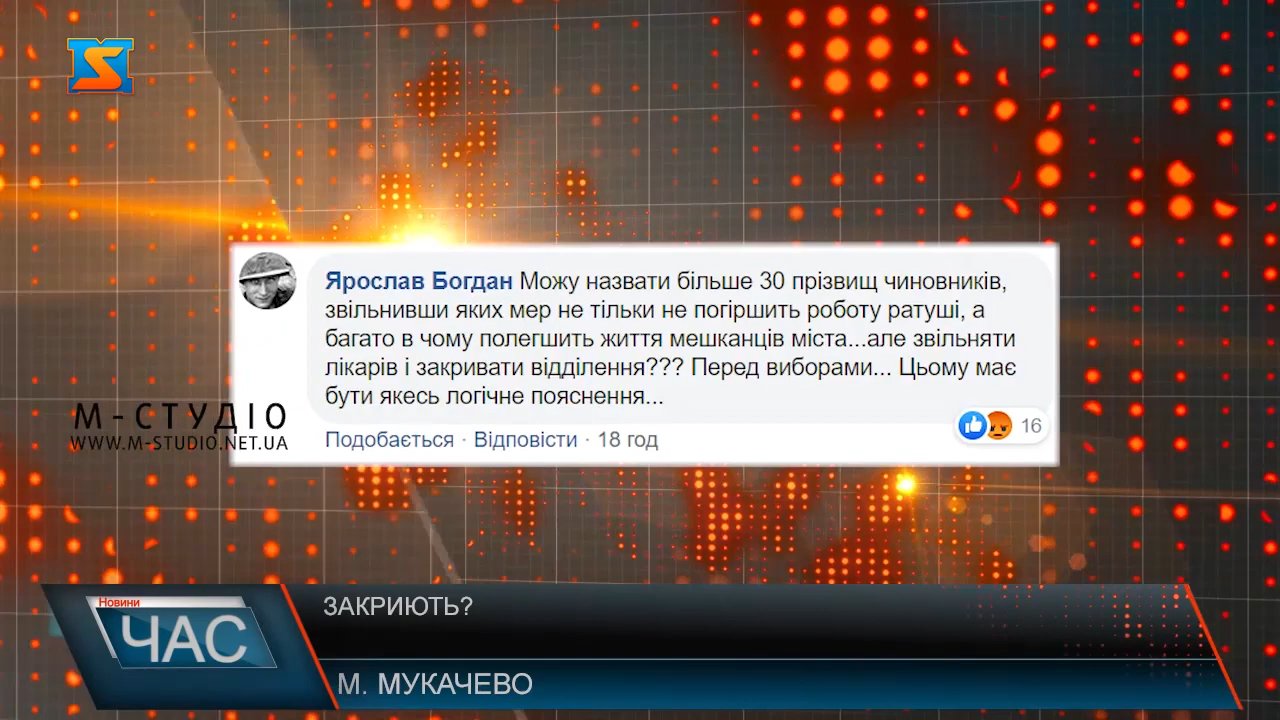 MS
Ярослав Богдан Можу назвати більше 30 прізвищ чиновників,
звільнивши яких мер не тільки не погіршить роботу ратуші, а
багато в чому полегшить життя мешканців міста...але звільняти
лікарів і закривати відділення??? Перед виборами... Цьому має
бути якесь логічне пояснення...
Подобається · Відповісти · 18 год
16
М-СТУДІО
WWW.M-STUDIO.NET.UA
Новини
ЧАС
ЗАКРИЮТЬ?
М. МУКАЧЕВО